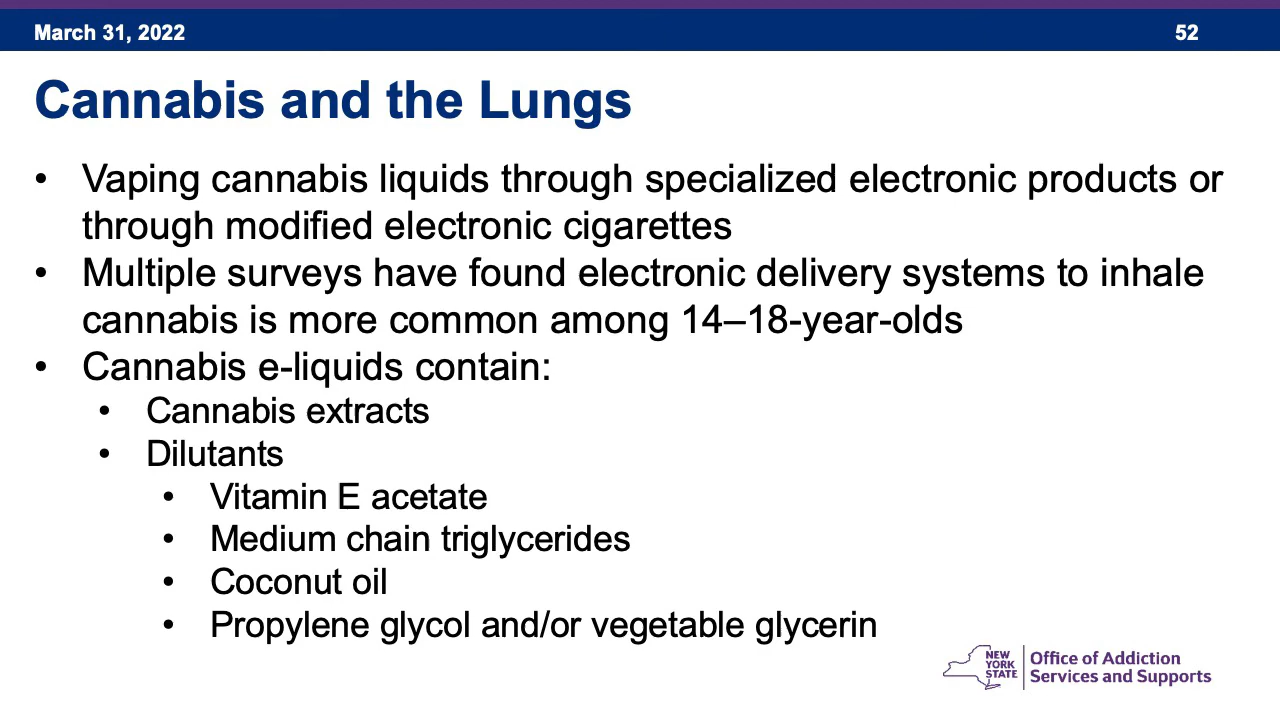 March 31, 2022
52
Cannabis and the Lungs
• Vaping cannabis liquids through specialized electronic products or
through modified electronic cigarettes
• Multiple surveys have found electronic delivery systems to inhale
cannabis is more common among 14–18-year-olds
• Cannabis e-liquids contain:
• Cannabis extracts
• Dilutants
• Vitamin E acetate
• Medium chain triglycerides
• Coconut oil
• Propylene glycol and/or vegetable glycerin
NEW
YORK
STATE
Office of Addiction
Services and Supports